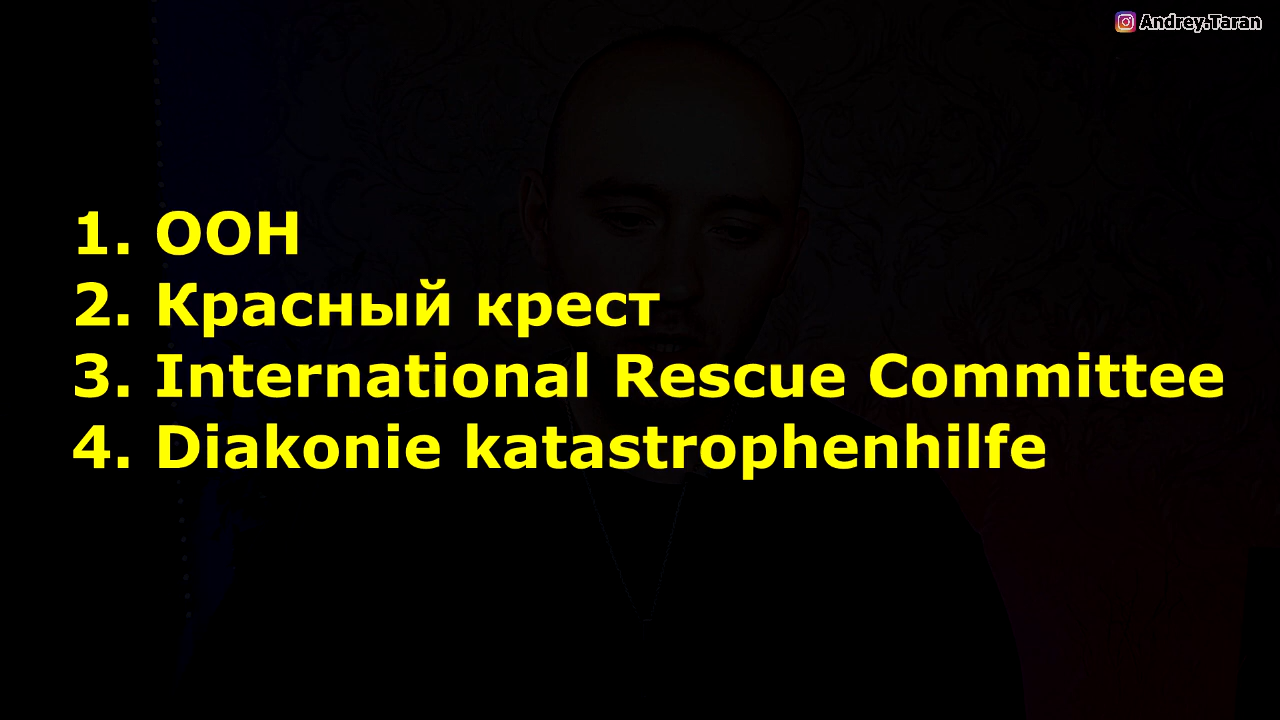 Andrey.Taran
1. ООН
2. Красный крест
3. International Rescue Committee
4. Diakonie katastrophenhilfe